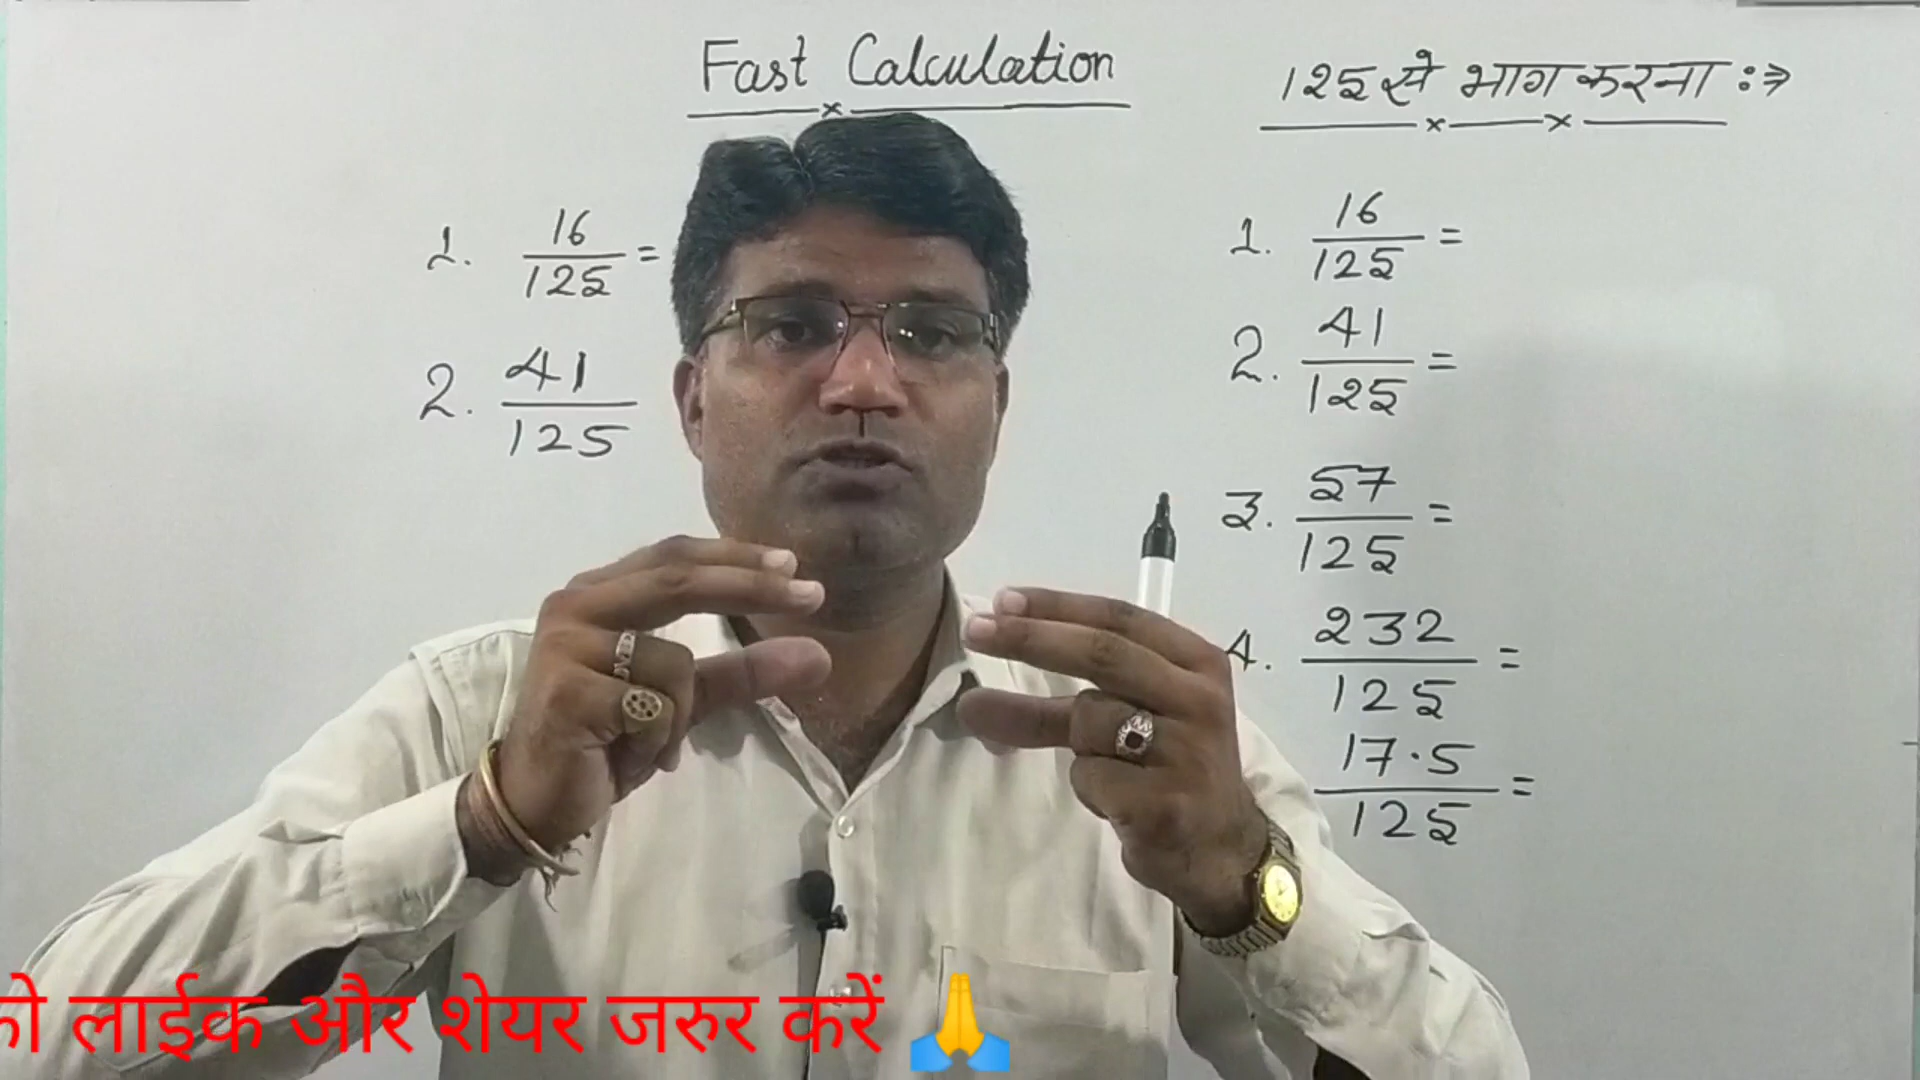 Fast Calculation
125 से भाग करना :⇒
1. 16/125 =
2. 41/125
1. 16/125 =
2. 41/125 =
3. 57/125 =
4. 232/125 =
17.5/125 =
को लाईक और शेयर जरुर करें 🙏